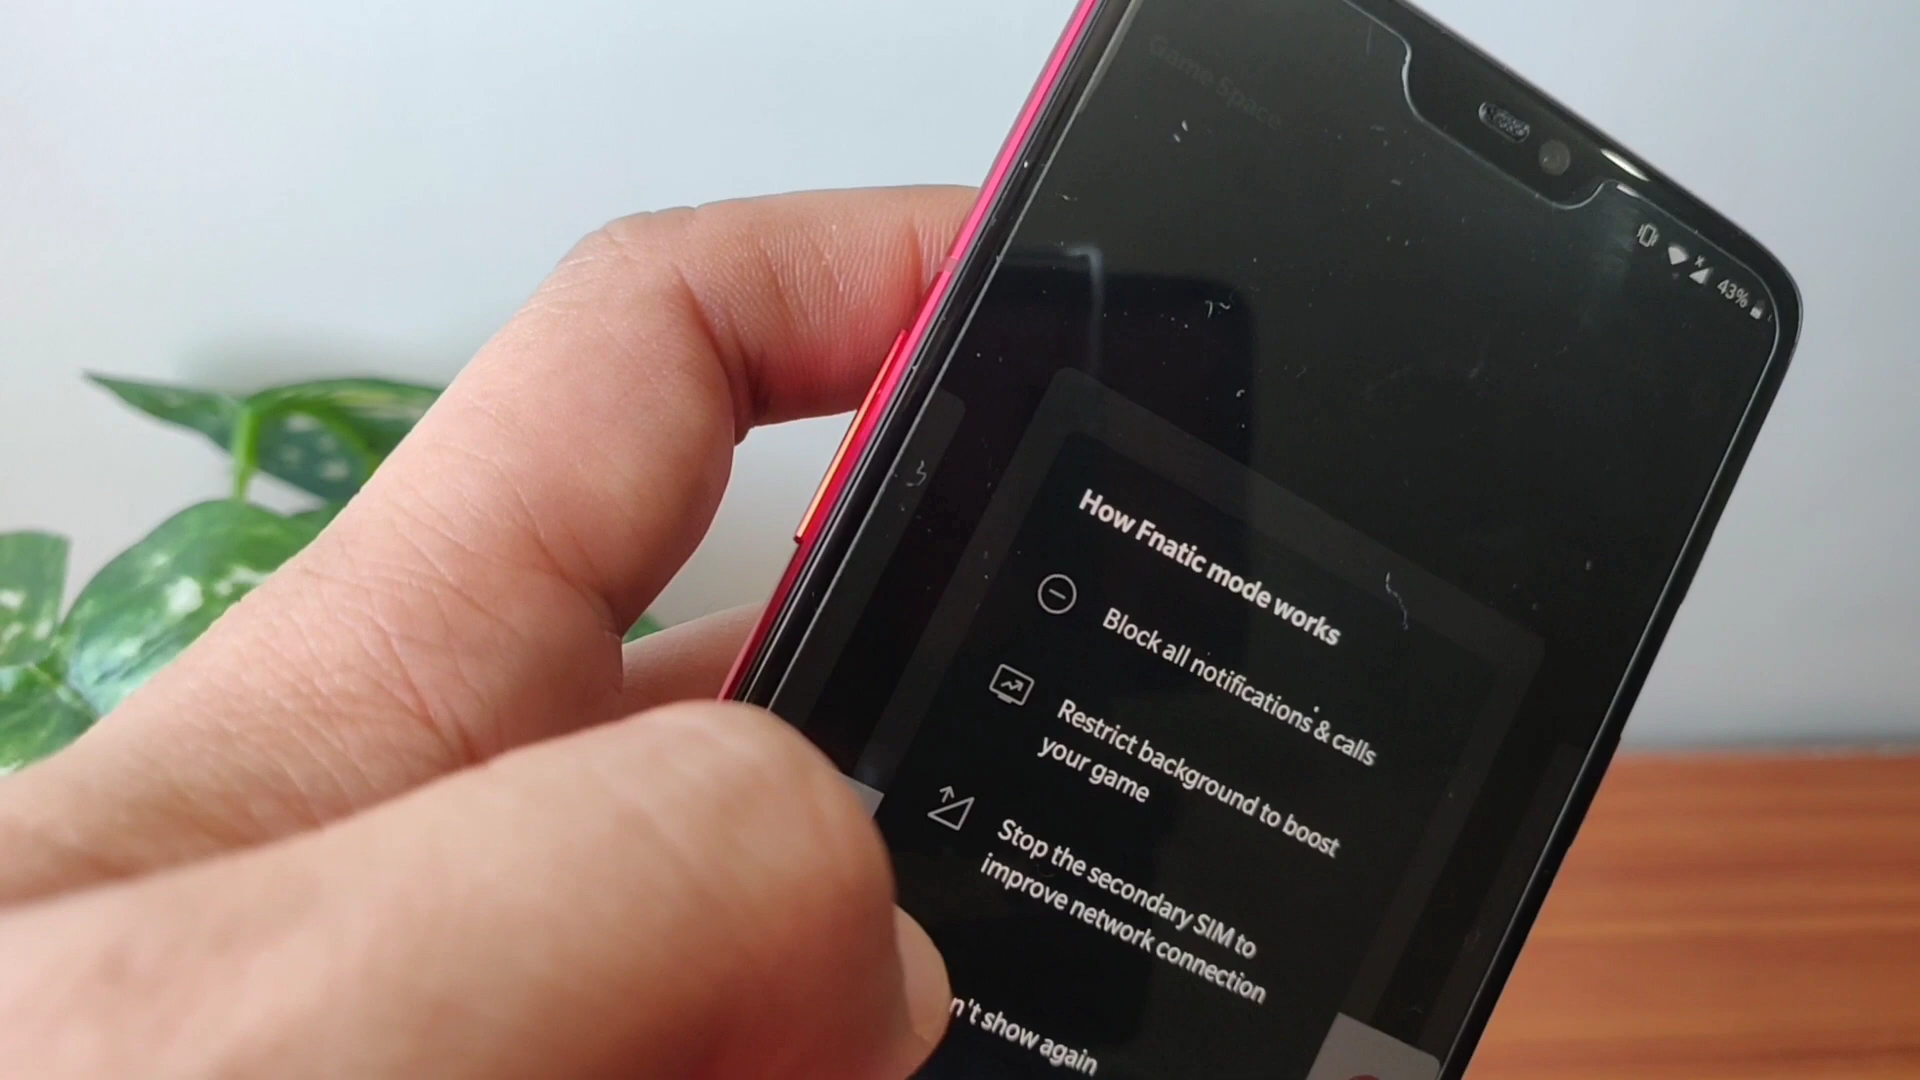 Game Space
43%
How Fnatic mode works
Block all notifications & calls
Restrict background to boost
your game
Stop the secondary SIM to
improve network connection
n't show again